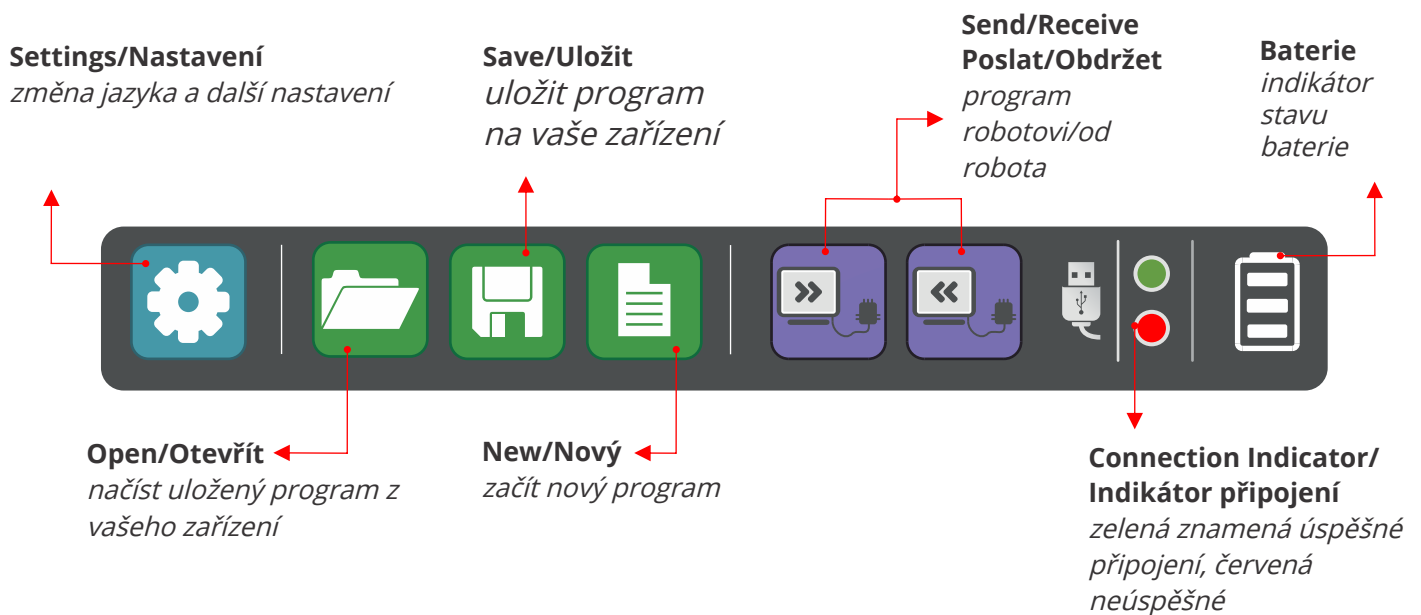 Settings/Nastavení
změna jazyka a další nastavení
Save/Uložit
uložit program
na vaše zařízení
Send/Receive
Poslat/Obdržet
program
robotovi/od
robota
Baterie
indikátor
stavu
baterie
Open/Otevřít
načíst uložený program z
vašeho zařízení
New/Nový
začít nový program
Connection Indicator/
Indikátor připojení
zelená znamená úspěšné
připojení, červená
neúspěšné